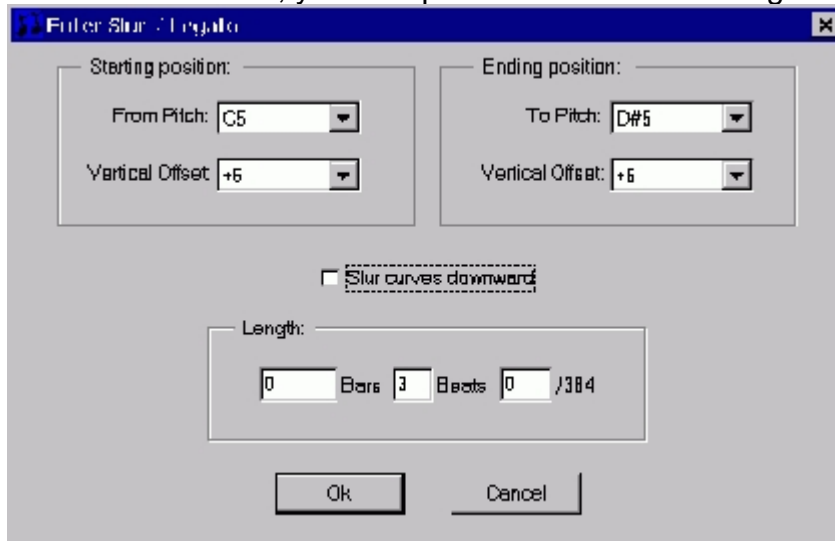 Enter Slur / Legato
Starting position:
From Pitch: C5
Vertical Offset: +6
Ending position:
To Pitch: D#5
Vertical Offset: +6
Slur curves downward
Length:
0 Bars 3 Beats 0 /384
Ok Cancel